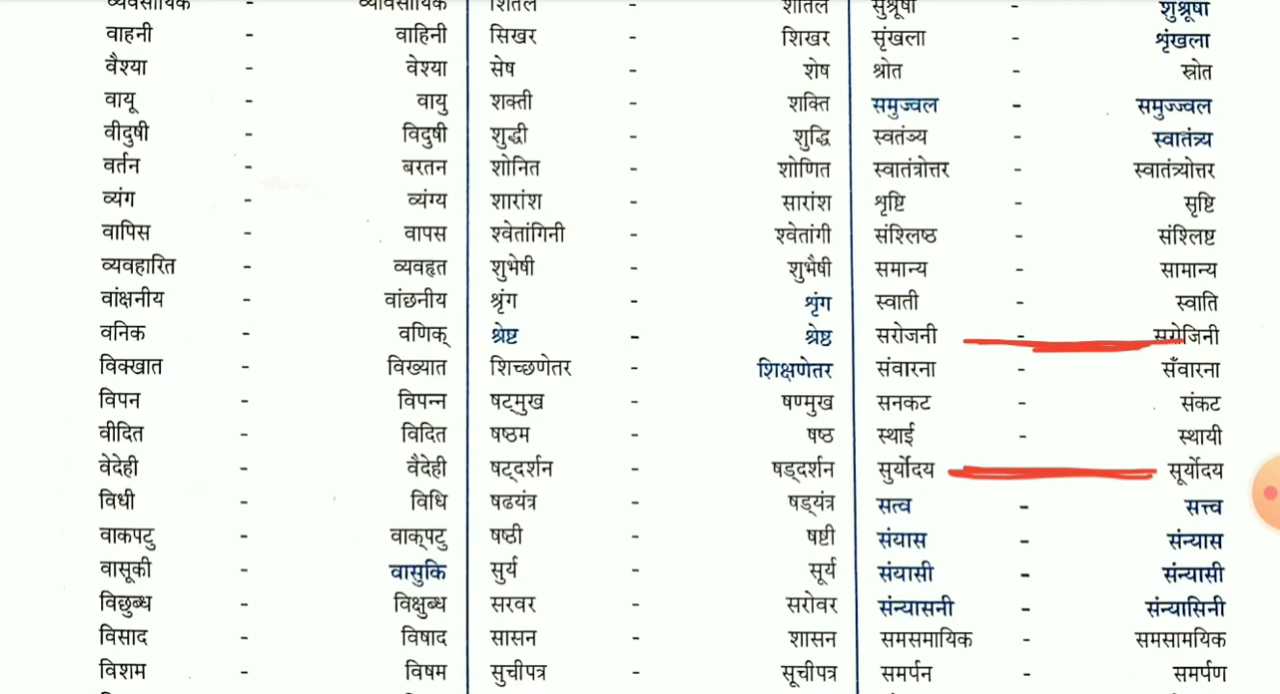 व्यवसायिक - व्यावसायिक
वाहनी - वाहिनी
वैश्या - वेश्या
वायू - वायु
वीदुषी - विदुषी
वर्तन - बरतन
व्यंग - व्यंग्य
वापिस - वापस
व्यवहारित - व्यवहृत
वांक्षनीय - वांछनीय
वनिक - वणिक्
विक्खात - विख्यात
विपन - विपन्न
वीदित - विदित
वेदेही - वैदेही
विधी - विधि
वाकपटु - वाक्पटु
वासूकी - वासुकि
विछुब्ध - विक्षुब्ध
विसाद - विषाद
विशम - विषम
शितल - शीतल
सिखर - शिखर
सेष - शेष
शक्ती - शक्ति
शुद्धी - शुद्धि
शोनित - शोणित
शारांश - सारांश
श्वेतांगिनी - श्वेतांगी
शुभेषी - शुभैषी
श्रृंग - शृंग
श्रेष्ट - श्रेष्ठ
शिच्छणेतर - शिक्षणेतर
षट्मुख - षण्मुख
षष्ठम - षष्ठ
षट्दर्शन - षड्दर्शन
षढयंत्र - षड्यंत्र
षष्ठी - षष्टी
सुर्य - सूर्य
सरवर - सरोवर
सासन - शासन
सुचीपत्र - सूचीपत्र
सुश्रूषा - शुश्रूषा
सृंखला - शृंखला
श्रोत - स्रोत
समुज्वल - समुज्ज्वल
स्वतंञ्य - स्वातंत्र्य
स्वातंत्रोत्तर - स्वातंत्र्योत्तर
शृष्टि - सृष्टि
संश्लिष्ठ - संश्लिष्ट
समान्य - सामान्य
स्वाती - स्वाति
सरोजनी - सरोजिनी
संवारना - सँवारना
सनकट - संकट
स्थाई - स्थायी
सुर्योदय सूर्योदय
सत्व - सत्त्व
संयास - संन्यास
संयासी - संन्यासी
संन्यासनी - संन्यासिनी
समसमायिक - समसामयिक
समर्पन - समर्पण